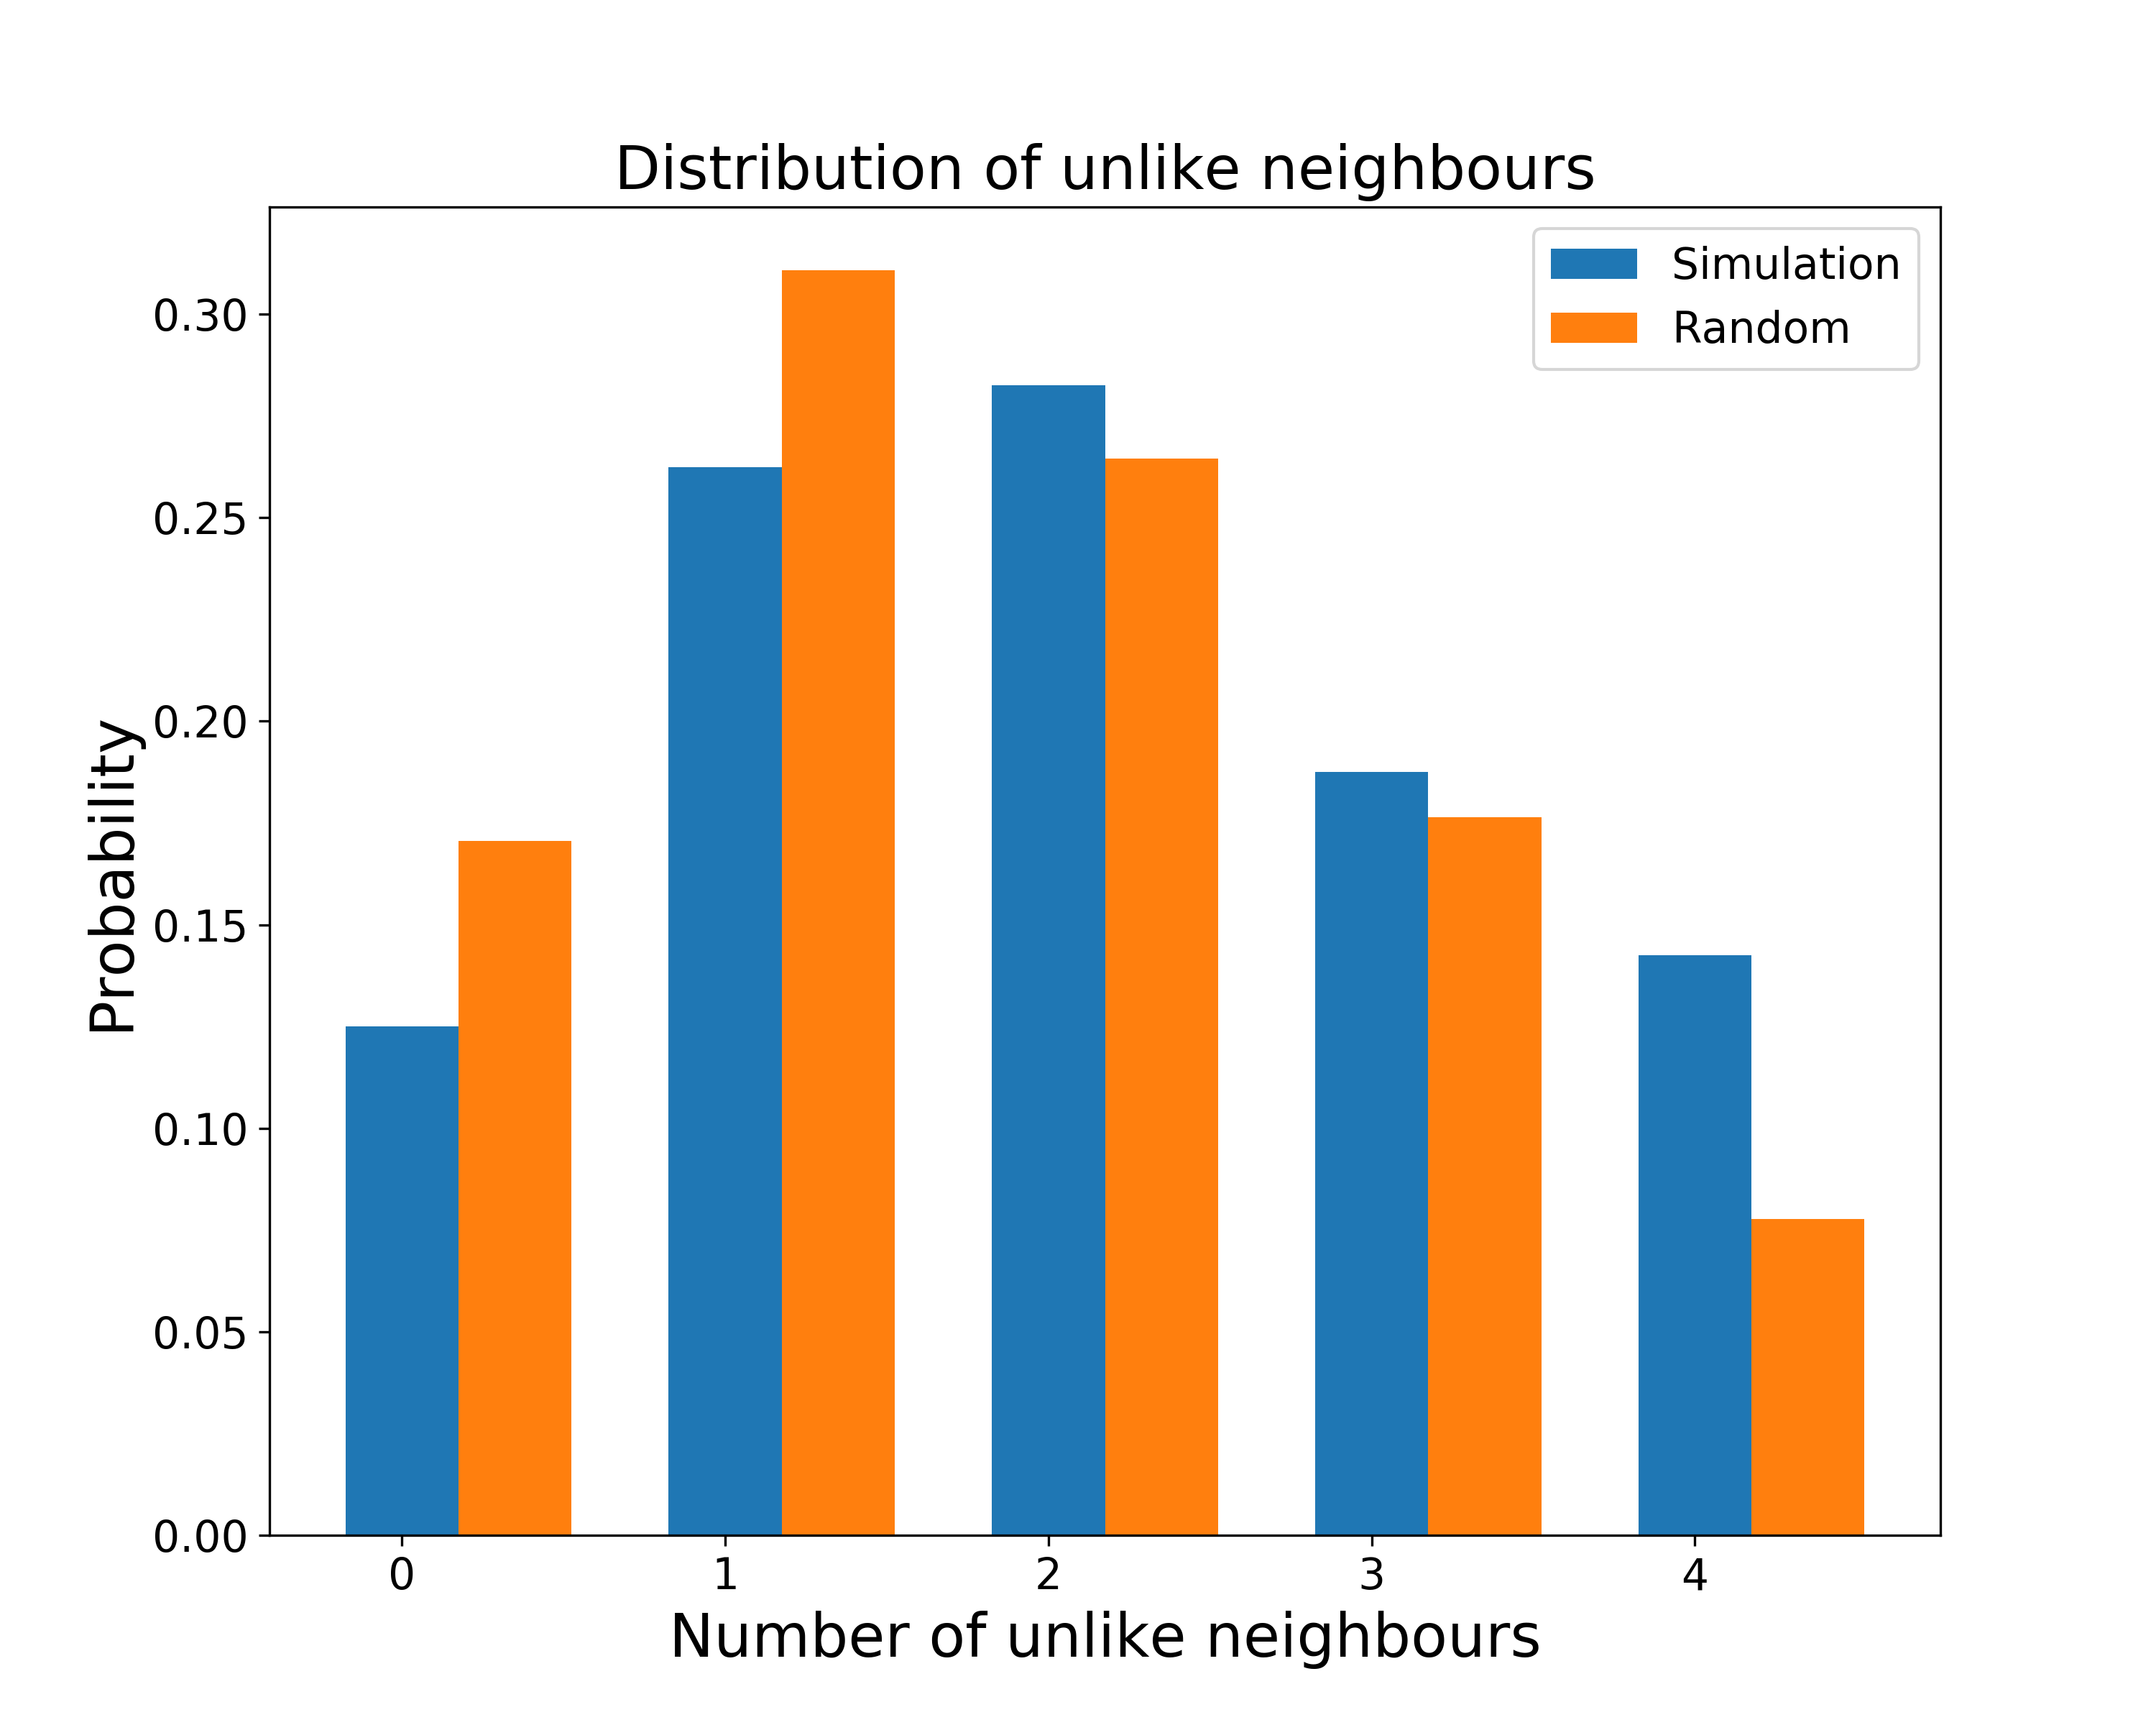 Distribution of unlike neighbours
Simulation
Random
Probability
0.30
0.25
0.20
0.15
0.10
0.05
0.00
0 1 2 3 4
Number of unlike neighbours